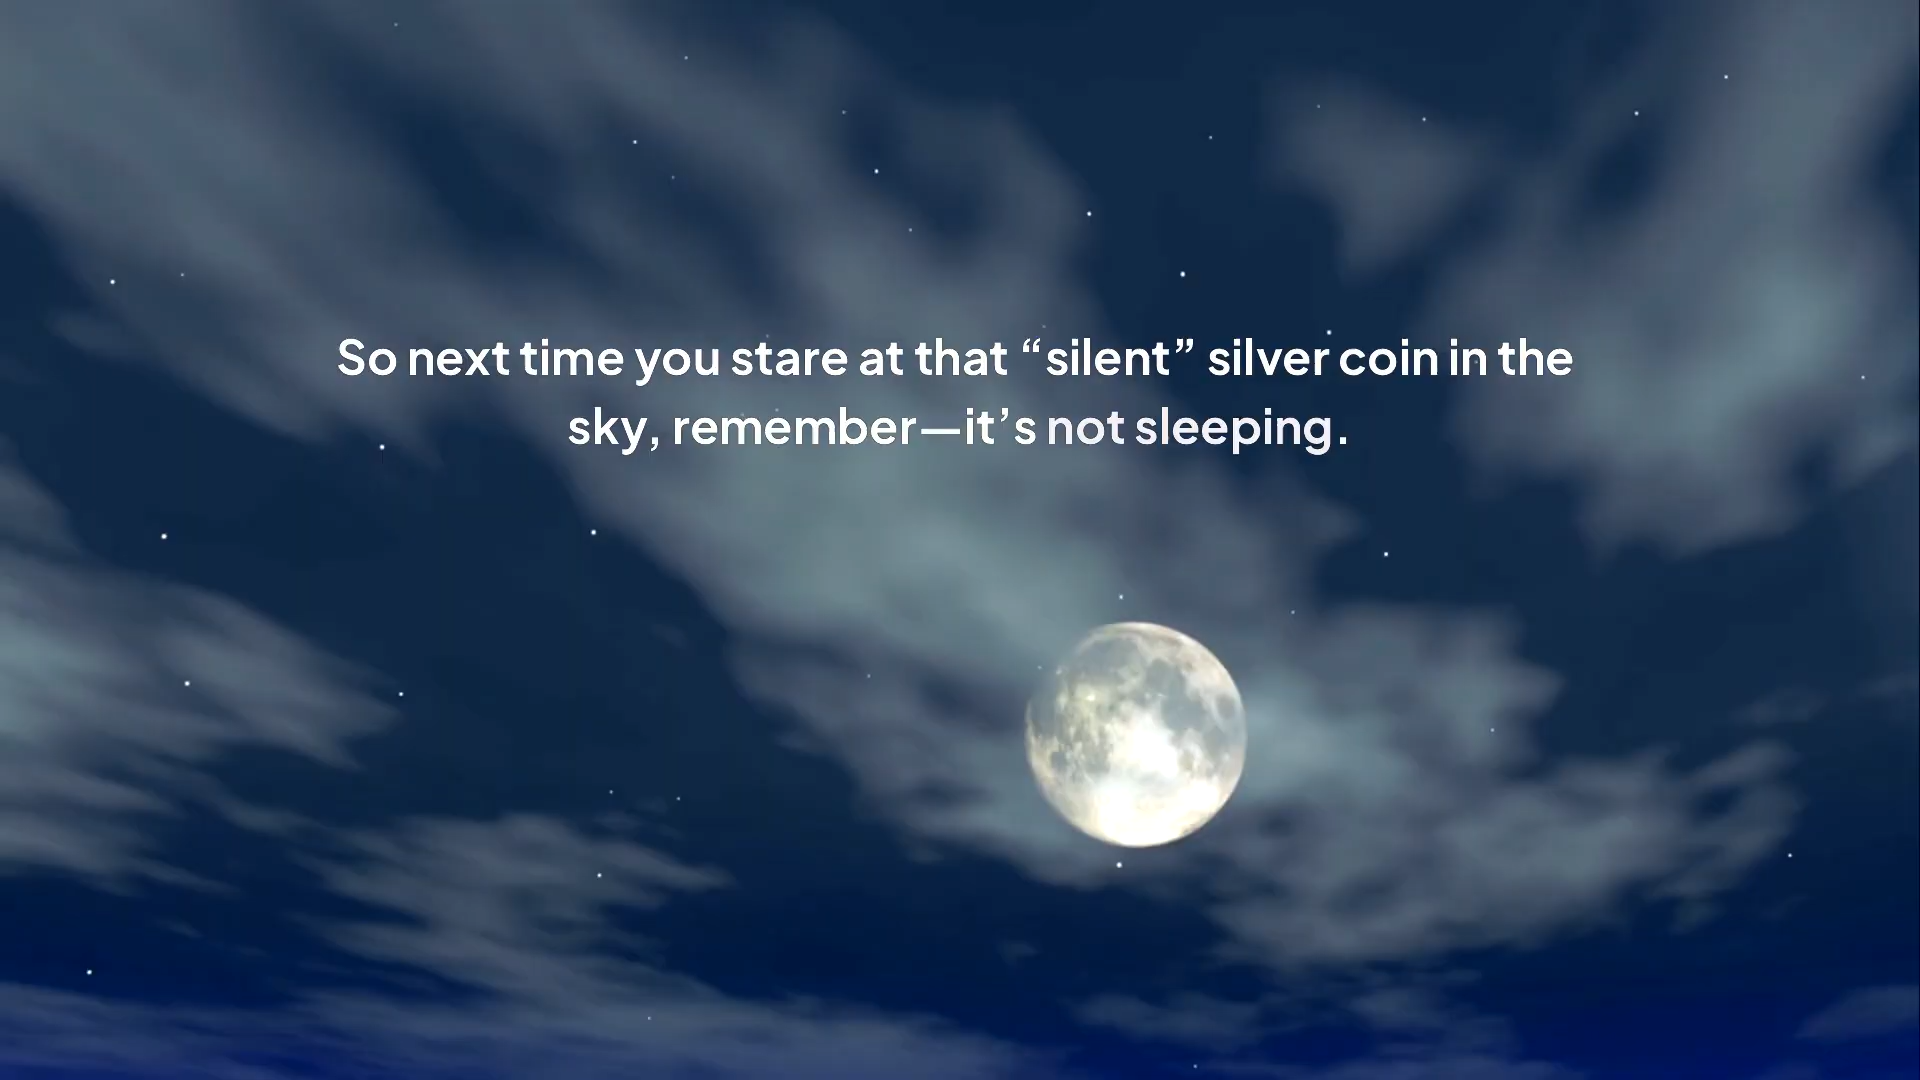 So next time you stare at that “silent” silver coin in the
sky, remember—it’s not sleeping.